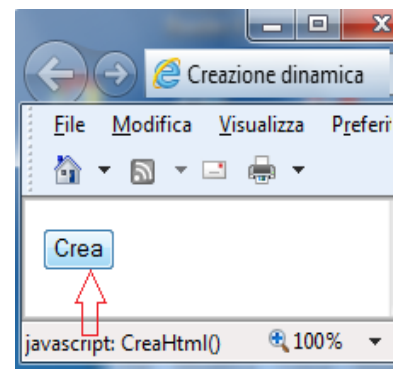 Creazione dinamica
File Modifica Visualizza Preferi
Crea
javascript: CreaHtml() 100%